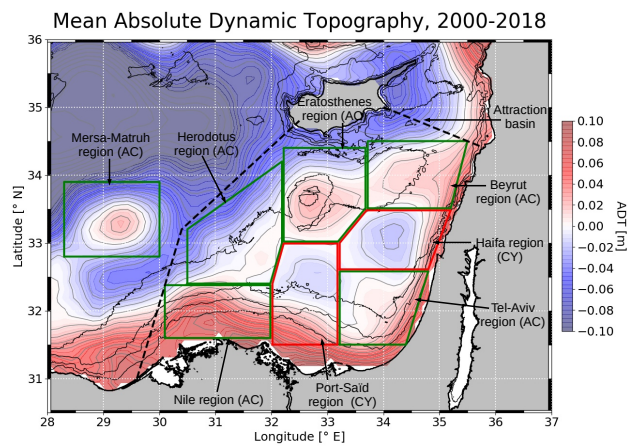 Mean Absolute Dynamic Topography, 2000-2018
36
35
34
33
32
31
Latitude [° N]
28
29
30
31
32
33
34
35
36
37
Longitude [° E]
Eratosthenes
region (AC)
Attraction
basin
Mersa-Matruh
region (AC)
Herodotus
region (AC)
Beyrut
region (AC)
Haifa region
(CY)
Tel-Aviv
region (AC)
Port-Saïd
region (CY)
Nile region (AC)
0.10
0.08
0.06
0.04
0.02
0.00
−0.02
−0.04
−0.06
−0.08
−0.10
ADT [m]